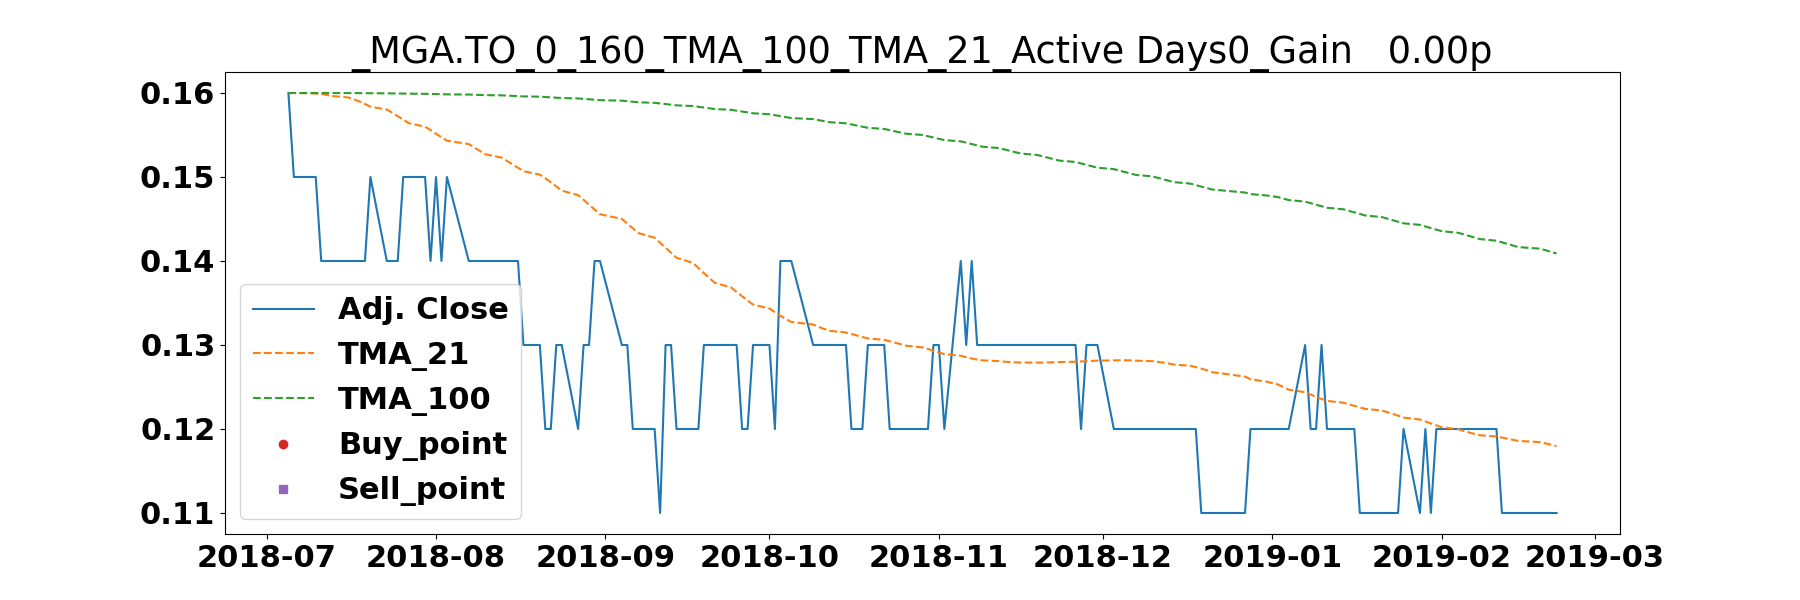 _MGA.TO_0_160_TMA_100_TMA_21_Active Days0_Gain   0.00p
0.16
0.15
0.14
0.13
0.12
0.11
Adj. Close
TMA_21
TMA_100
Buy_point
Sell_point
2018-07 2018-08 2018-09 2018-10 2018-11 2018-12 2019-01 2019-02 2019-03